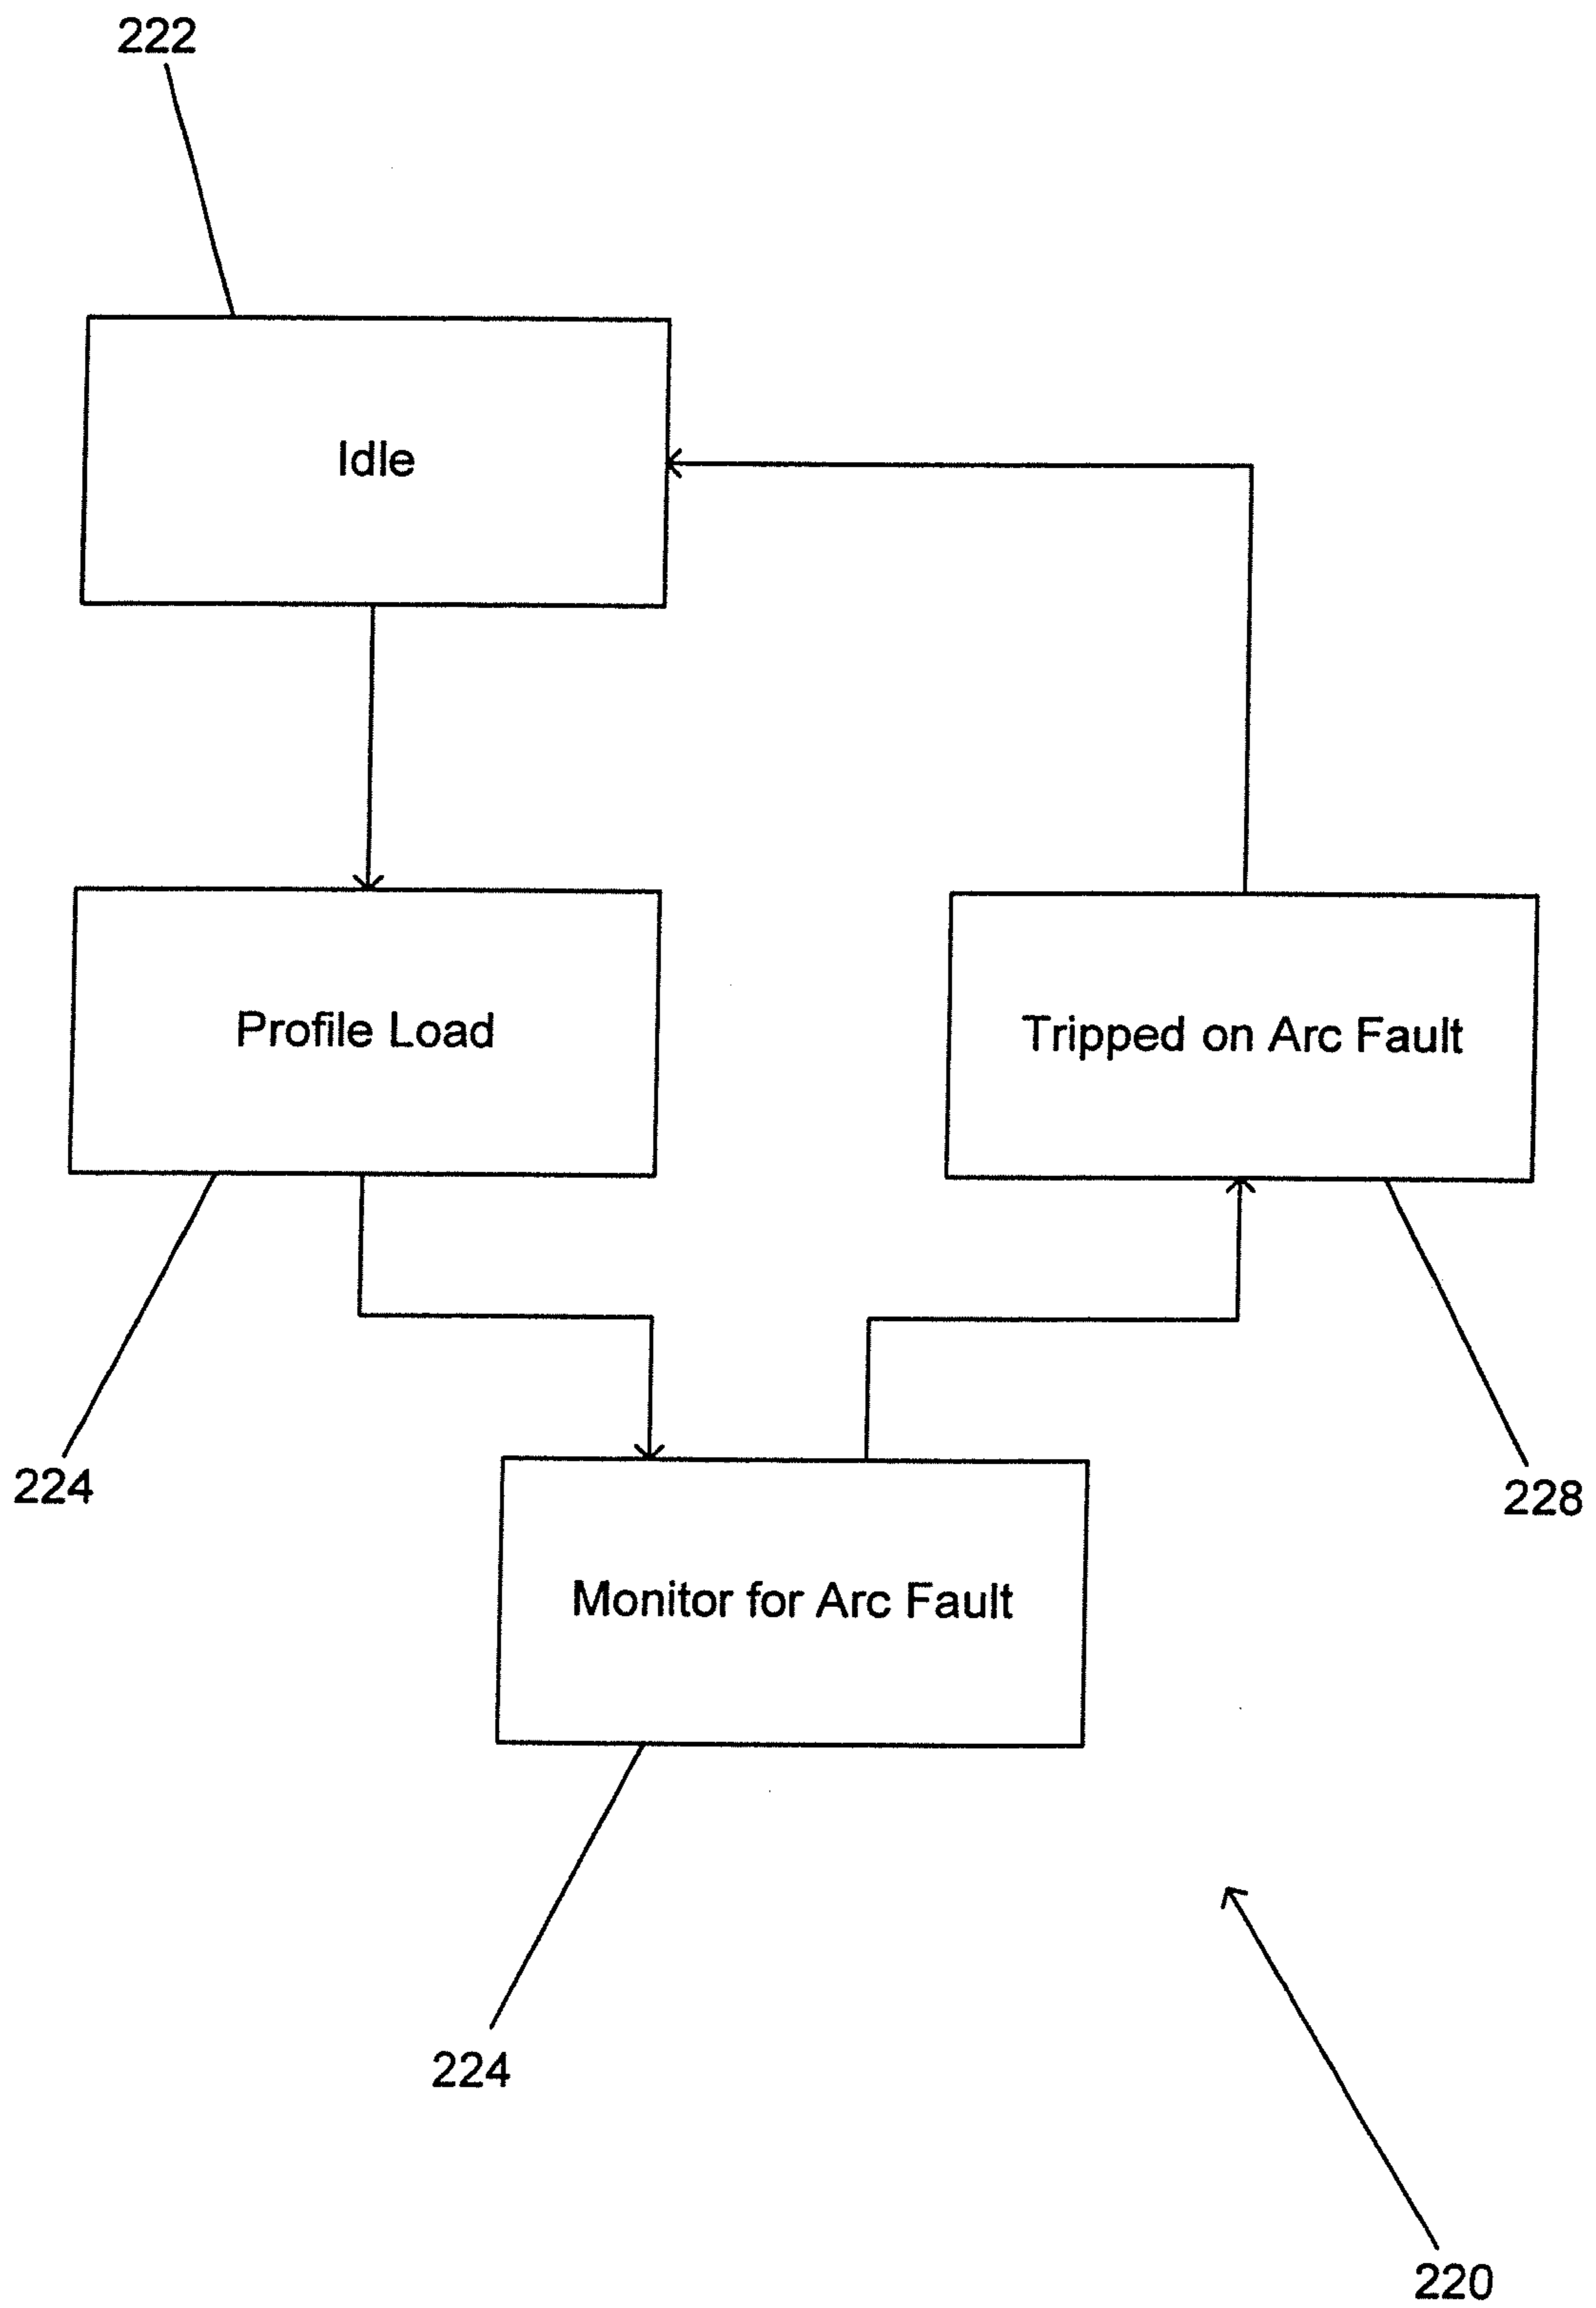 222
Idle
Profile Load
Tripped on Arc Fault
224
228
Monitor for Arc Fault
224
220